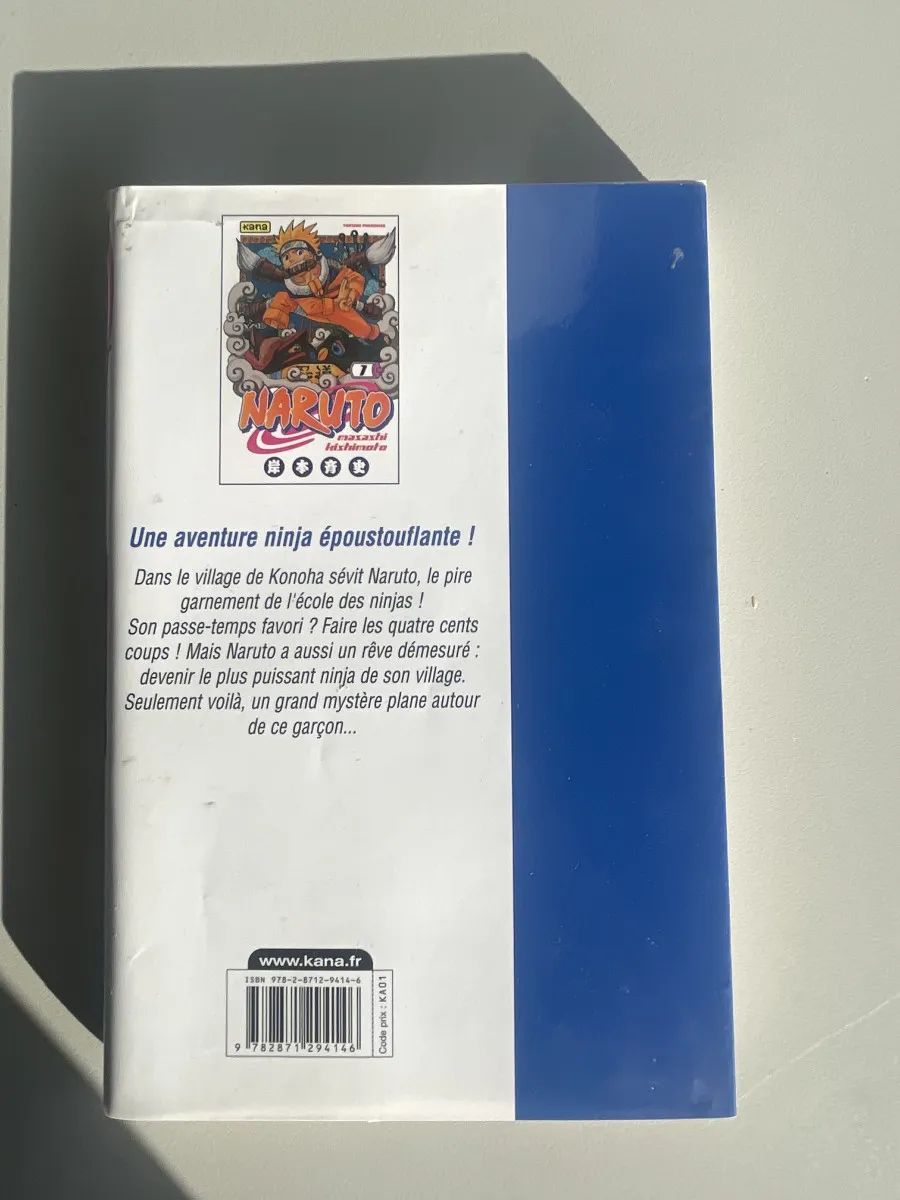 Kana
1
NARUTO
masashi
kishimoto
岸本斉史
Une aventure ninja époustouflante !
Dans le village de Konoha sévit Naruto, le pire
garnement de l'école des ninjas !
Son passe-temps favori ? Faire les quatre cents
coups ! Mais Naruto a aussi un rêve démesuré :
devenir le plus puissant ninja de son village.
Seulement voilà, un grand mystère plane autour
de ce garçon...
www.kana.fr
ISBN 978-2-8712-9414-6
9 782871 294146
Code prix : KA01